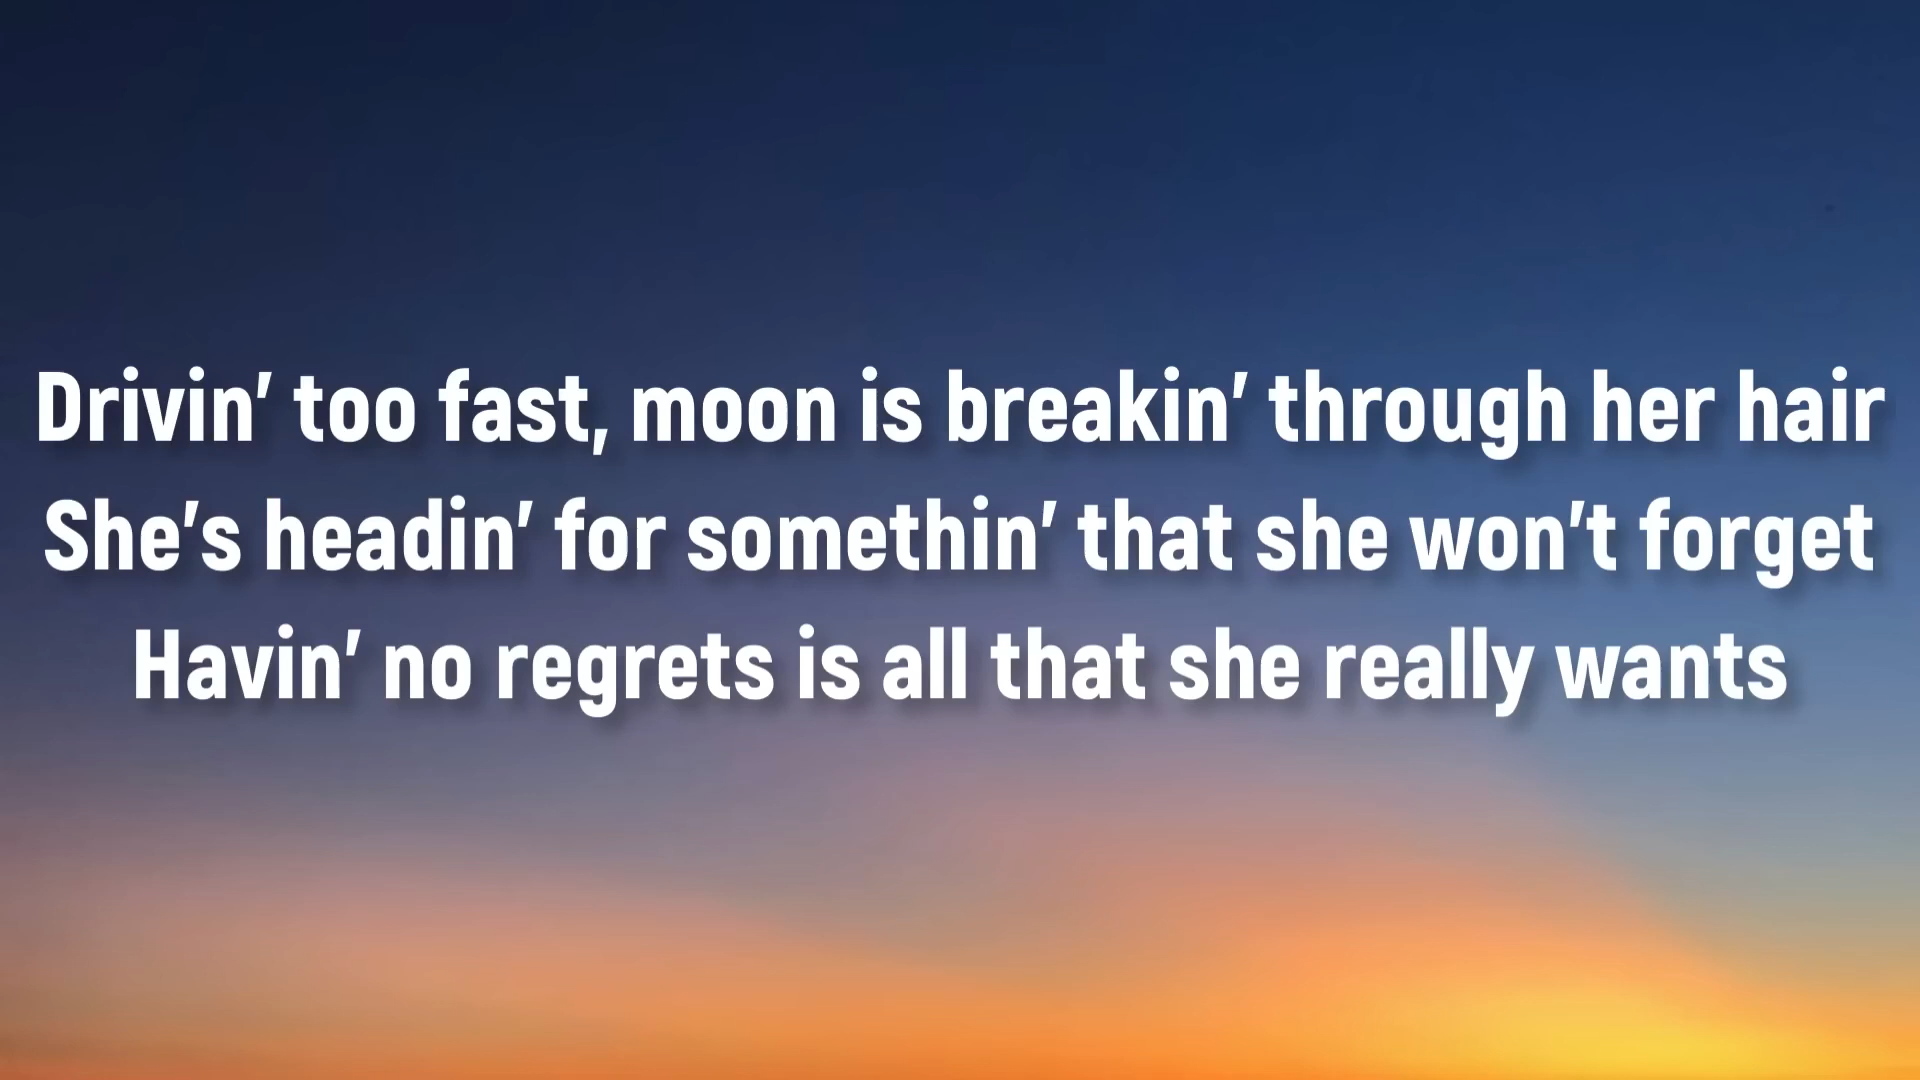 Drivin' too fast, moon is breakin' through her hair
She's headin' for somethin' that she won't forget
Havin' no regrets is all that she really wants